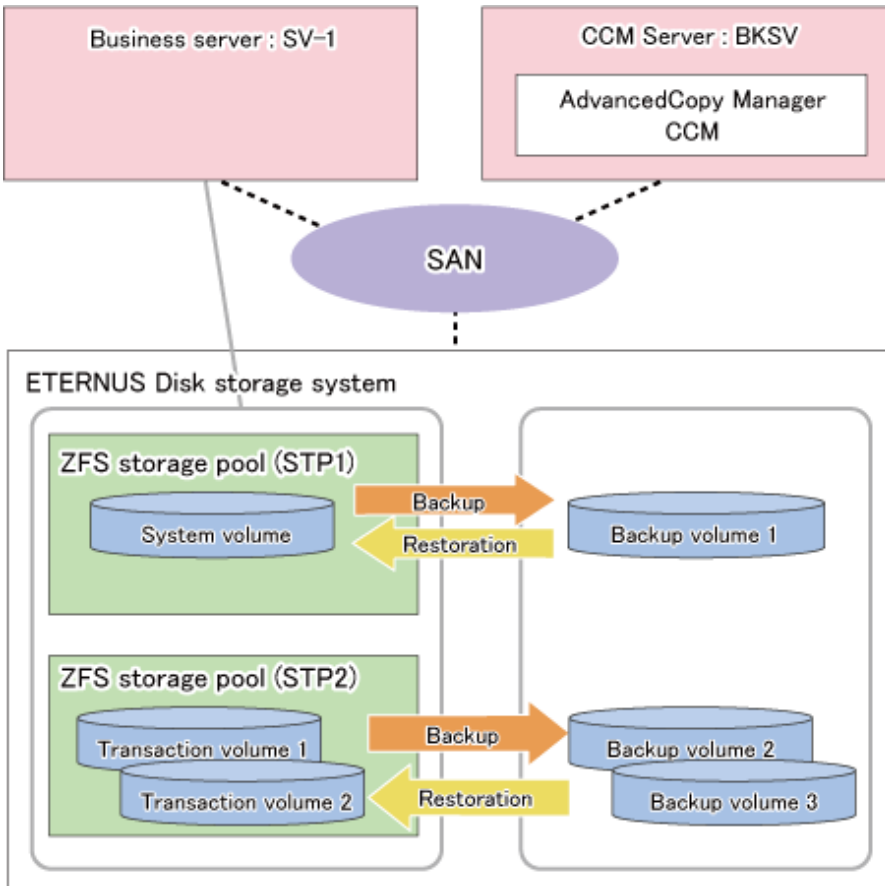 Business server : SV-1
CCM Server : BKSV
AdvancedCopy Manager
CCM
SAN
ETERNUS Disk storage system
ZFS storage pool (STP1)
System volume
Backup
Restoration
Backup volume 1
ZFS storage pool (STP2)
Transaction volume 1
Transaction volume 2
Backup
Restoration
Backup volume 2
Backup volume 3